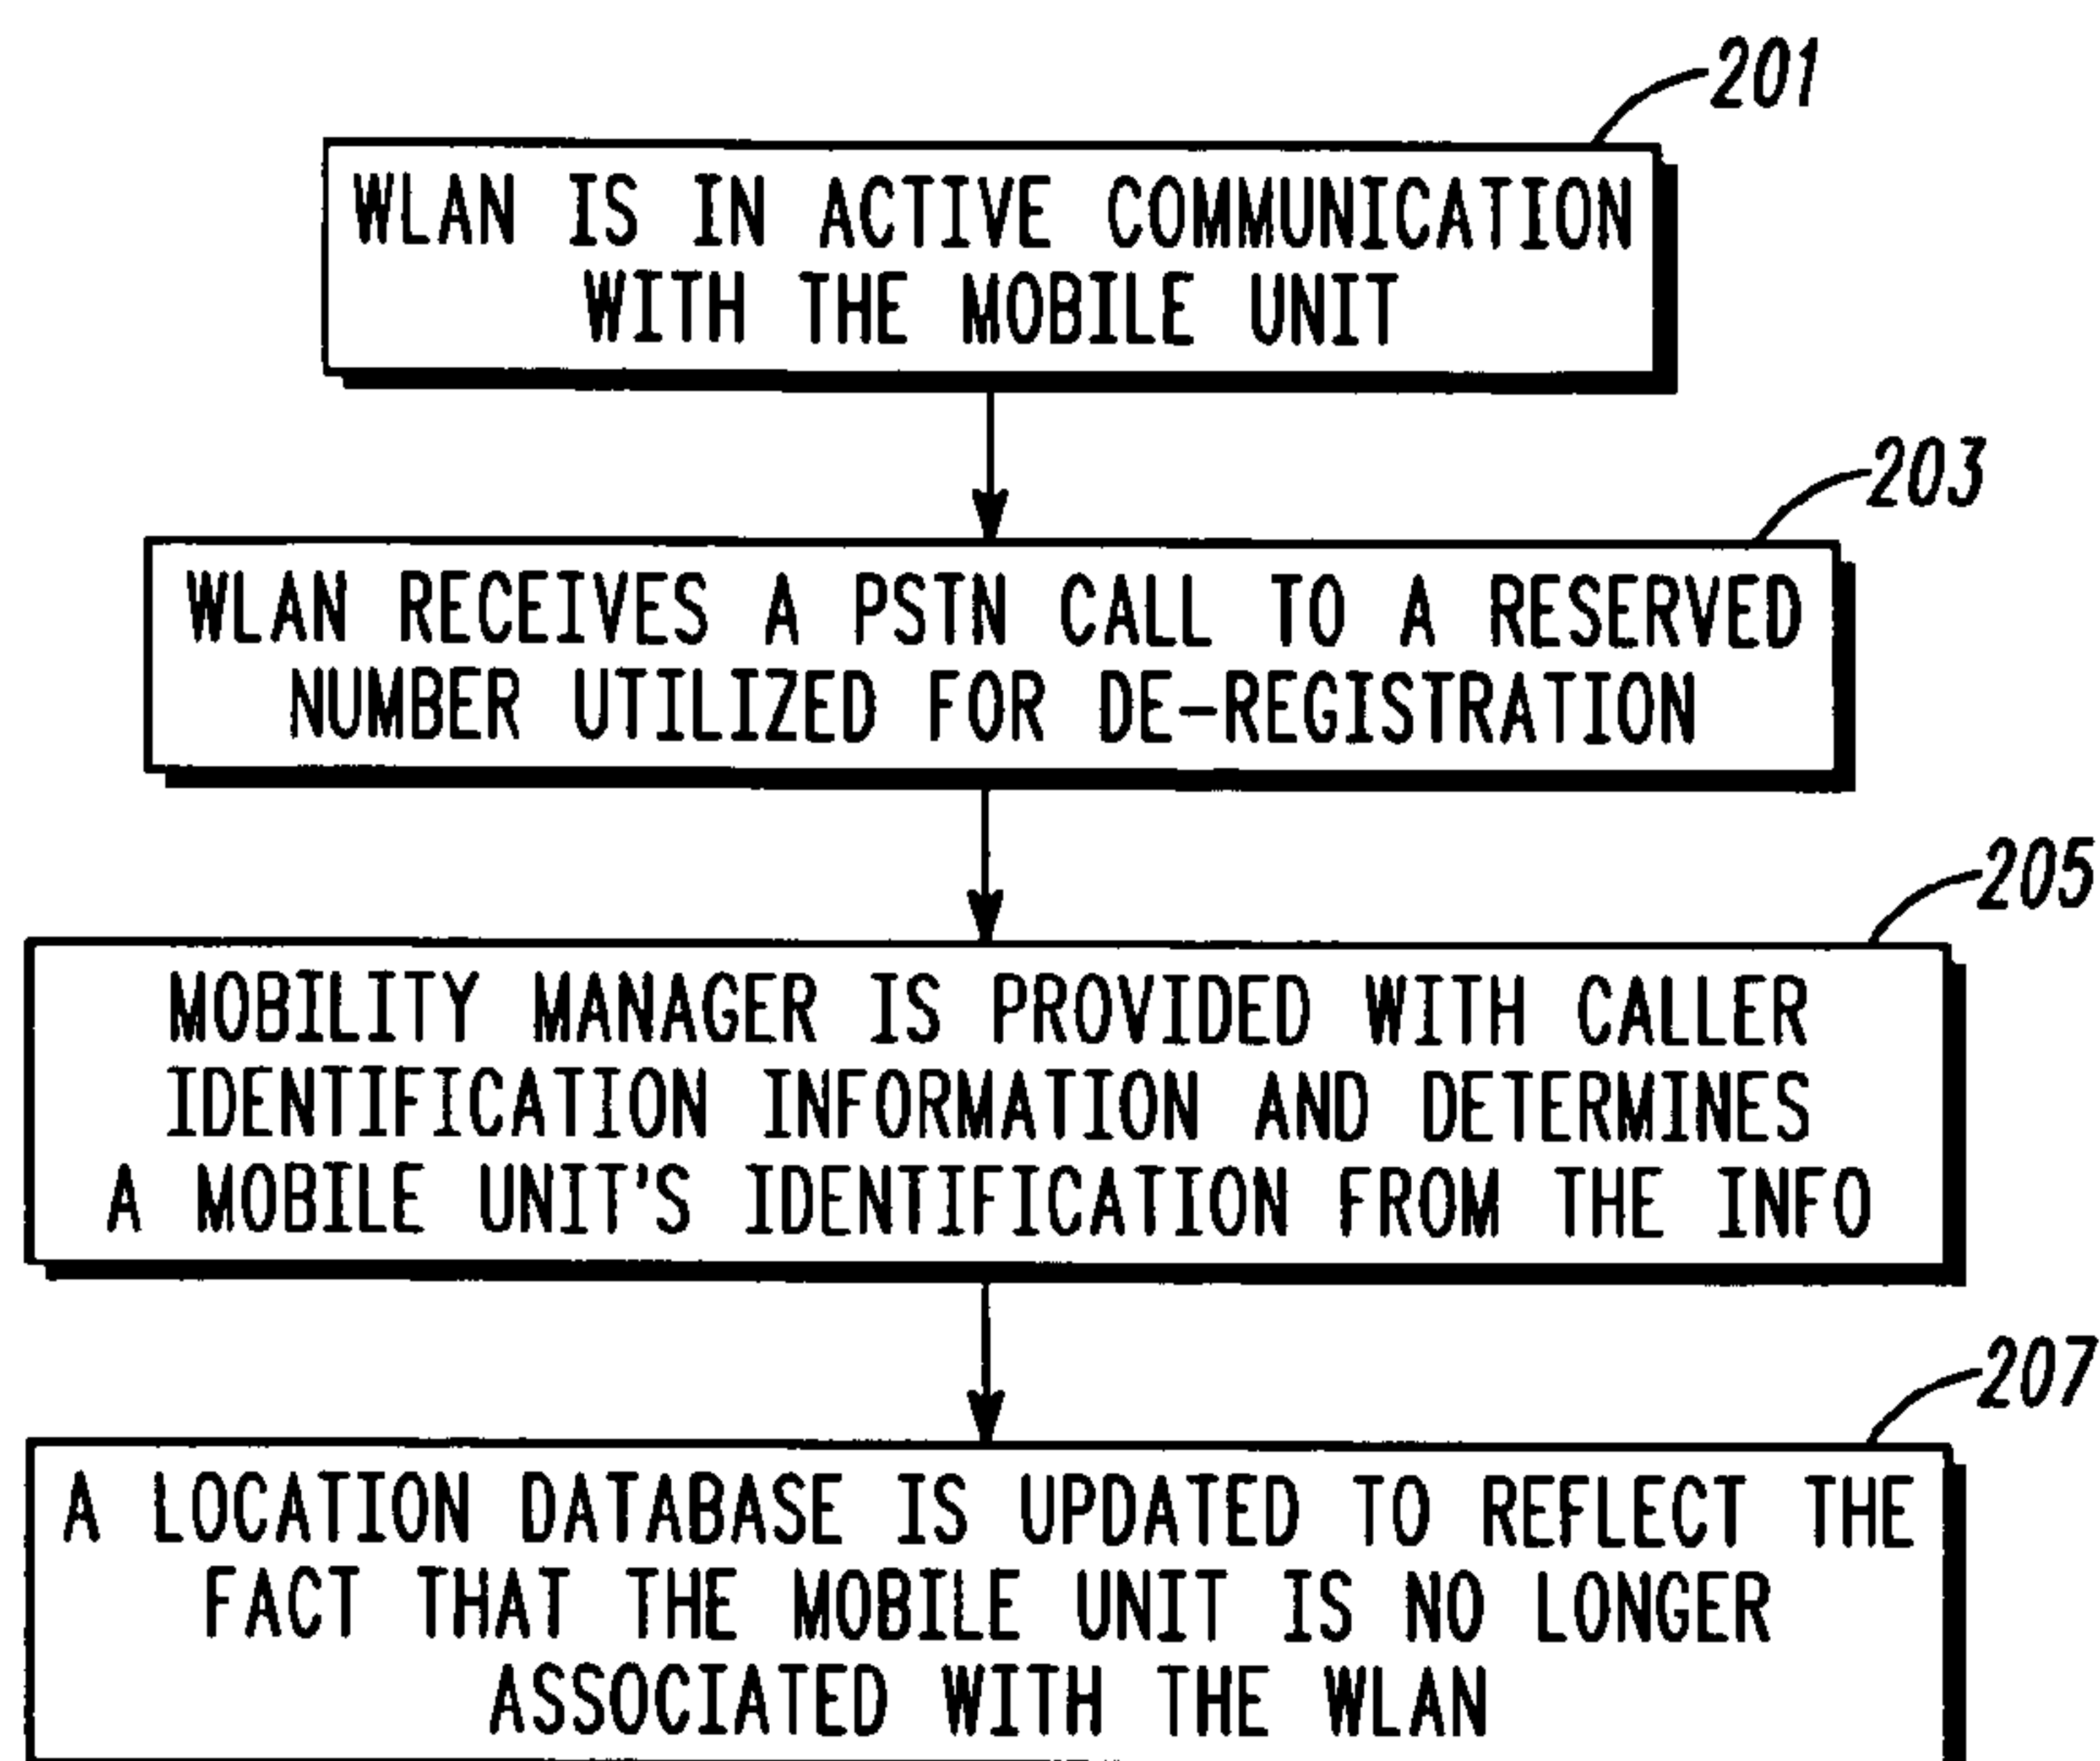 201
WLAN IS IN ACTIVE COMMUNICATION
WITH THE MOBILE UNIT
203
WLAN RECEIVES A PSTN CALL TO A RESERVED
NUMBER UTILIZED FOR DE-REGISTRATION
205
MOBILITY MANAGER IS PROVIDED WITH CALLER
IDENTIFICATION INFORMATION AND DETERMINES
A MOBILE UNIT'S IDENTIFICATION FROM THE INFO
207
A LOCATION DATABASE IS UPDATED TO REFLECT THE
FACT THAT THE MOBILE UNIT IS NO LONGER
ASSOCIATED WITH THE WLAN